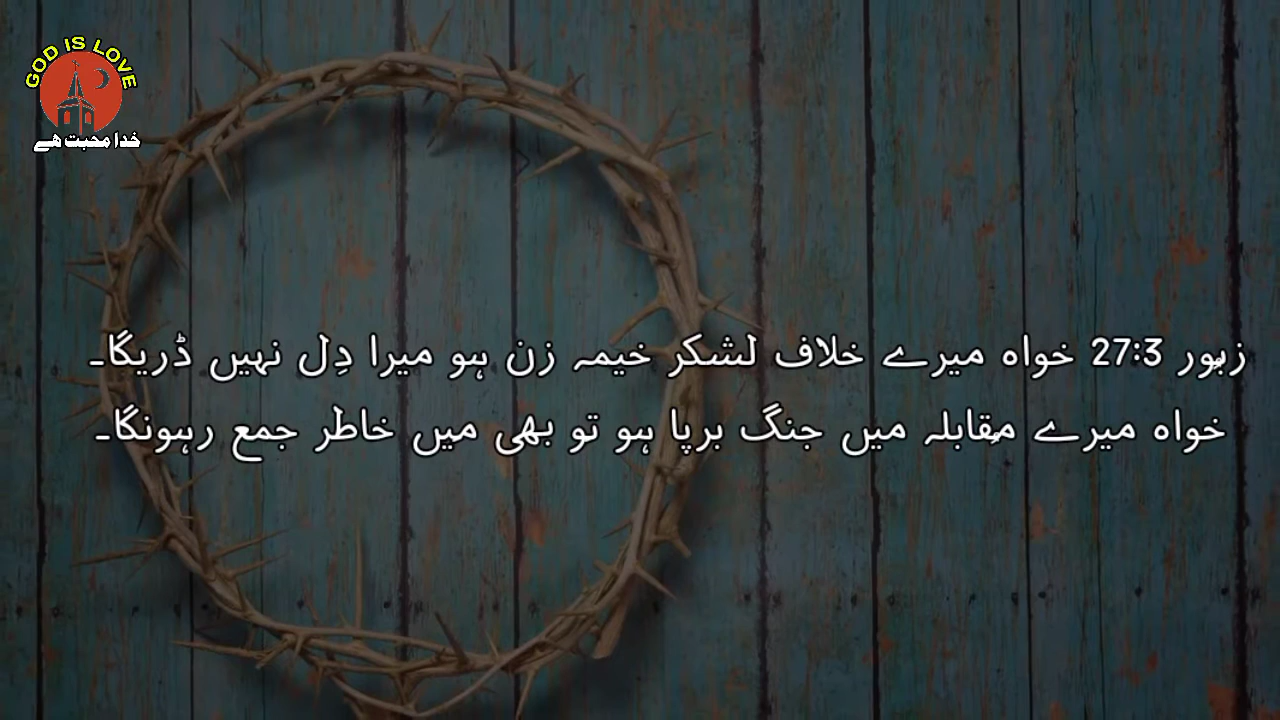 GOD IS LOVE
خدا محبت ھے
زبور 27:3 خواہ میرے خلاف لشکر خیمہ زن ہو میرا دِل نہیں ڈریگا۔
خواہ میرے مقابلہ میں جنگ برپا ہو تو بھی میں خاطر جمع رہونگا۔